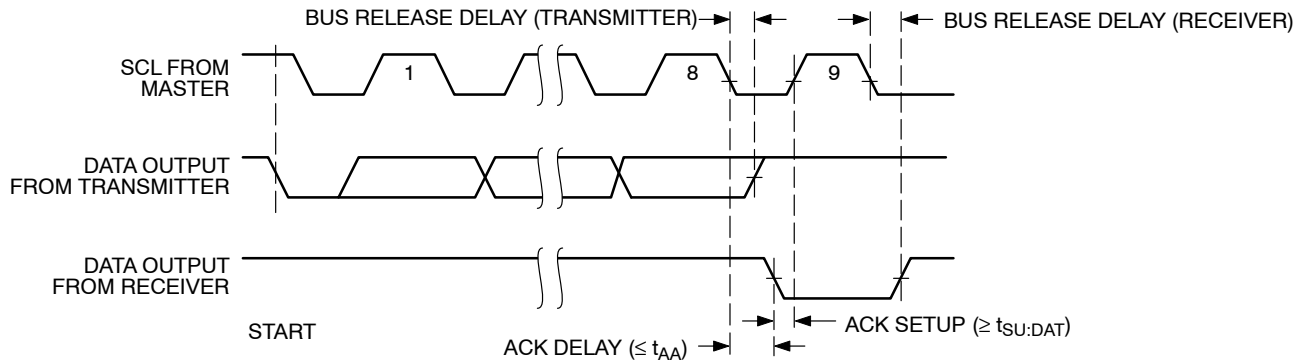 BUS RELEASE DELAY (TRANSMITTER)
BUS RELEASE DELAY (RECEIVER)
SCL FROM
MASTER
1
8
9
DATA OUTPUT
FROM TRANSMITTER
DATA OUTPUT
FROM RECEIVER
START
ACK SETUP (≥ tSU:DAT)
ACK DELAY (≤ tAA)